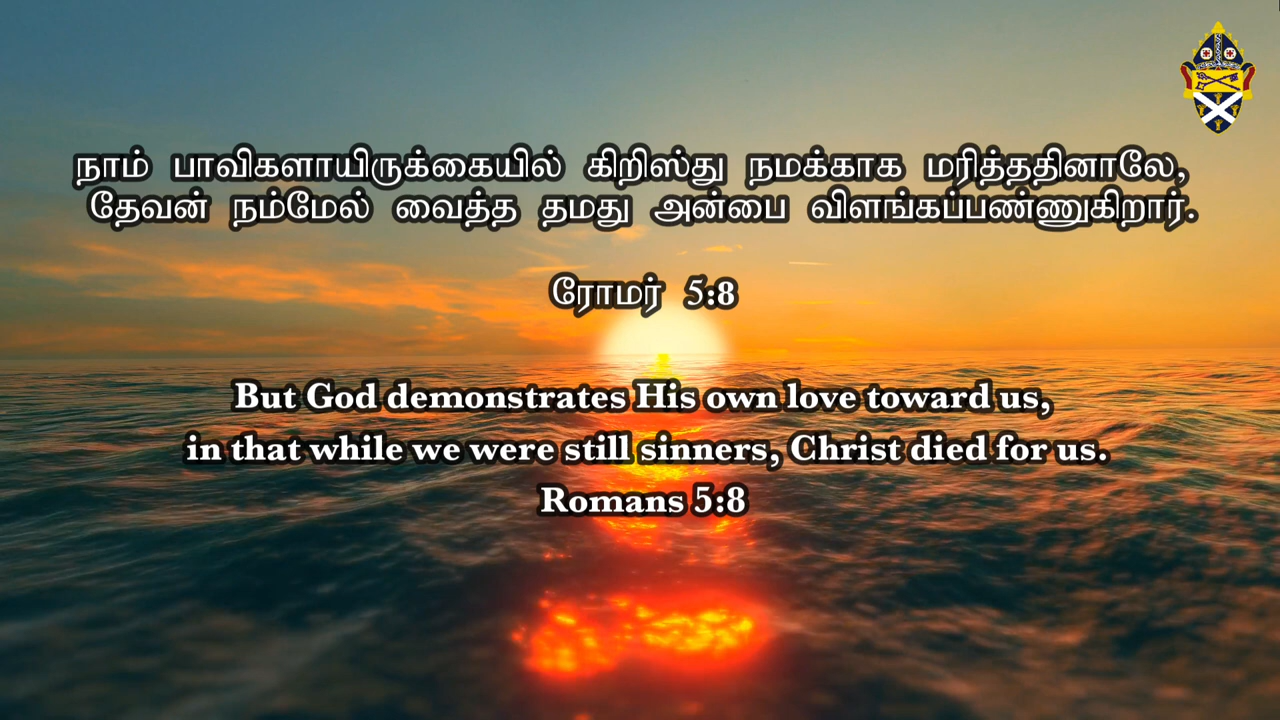 நாம் பாவிகளாயிருக்கையில் கிறிஸ்து நமக்காக மரித்ததினாலே,
தேவன் நம்மேல் வைத்த தமது அன்பை விளங்கப்பண்ணுகிறார்.
ரோமர் 5:8
But God demonstrates His own love toward us,
in that while we were still sinners, Christ died for us.
Romans 5:8